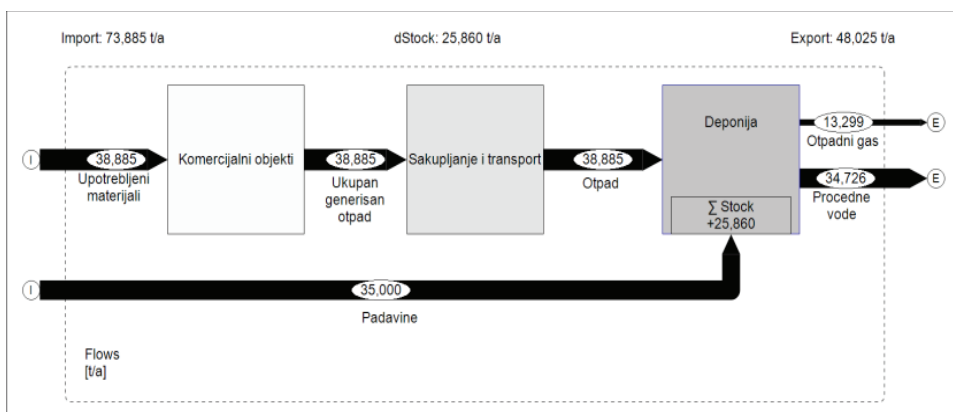 Import: 73,885 t/a
dStock: 25,860 t/a
Export: 48,025 t/a
Komercijalni objekti
Sakupljanje i transport
Deponija
13,299
E
Otpadni gas
I
38,885
Upotrebljeni
materijali
38,885
Ukupan
generisan
otpad
38,885
Otpad
34,726
E
Procedne
vode
∑ Stock
+25,860
I
35,000
Padavine
Flows
[t/a]